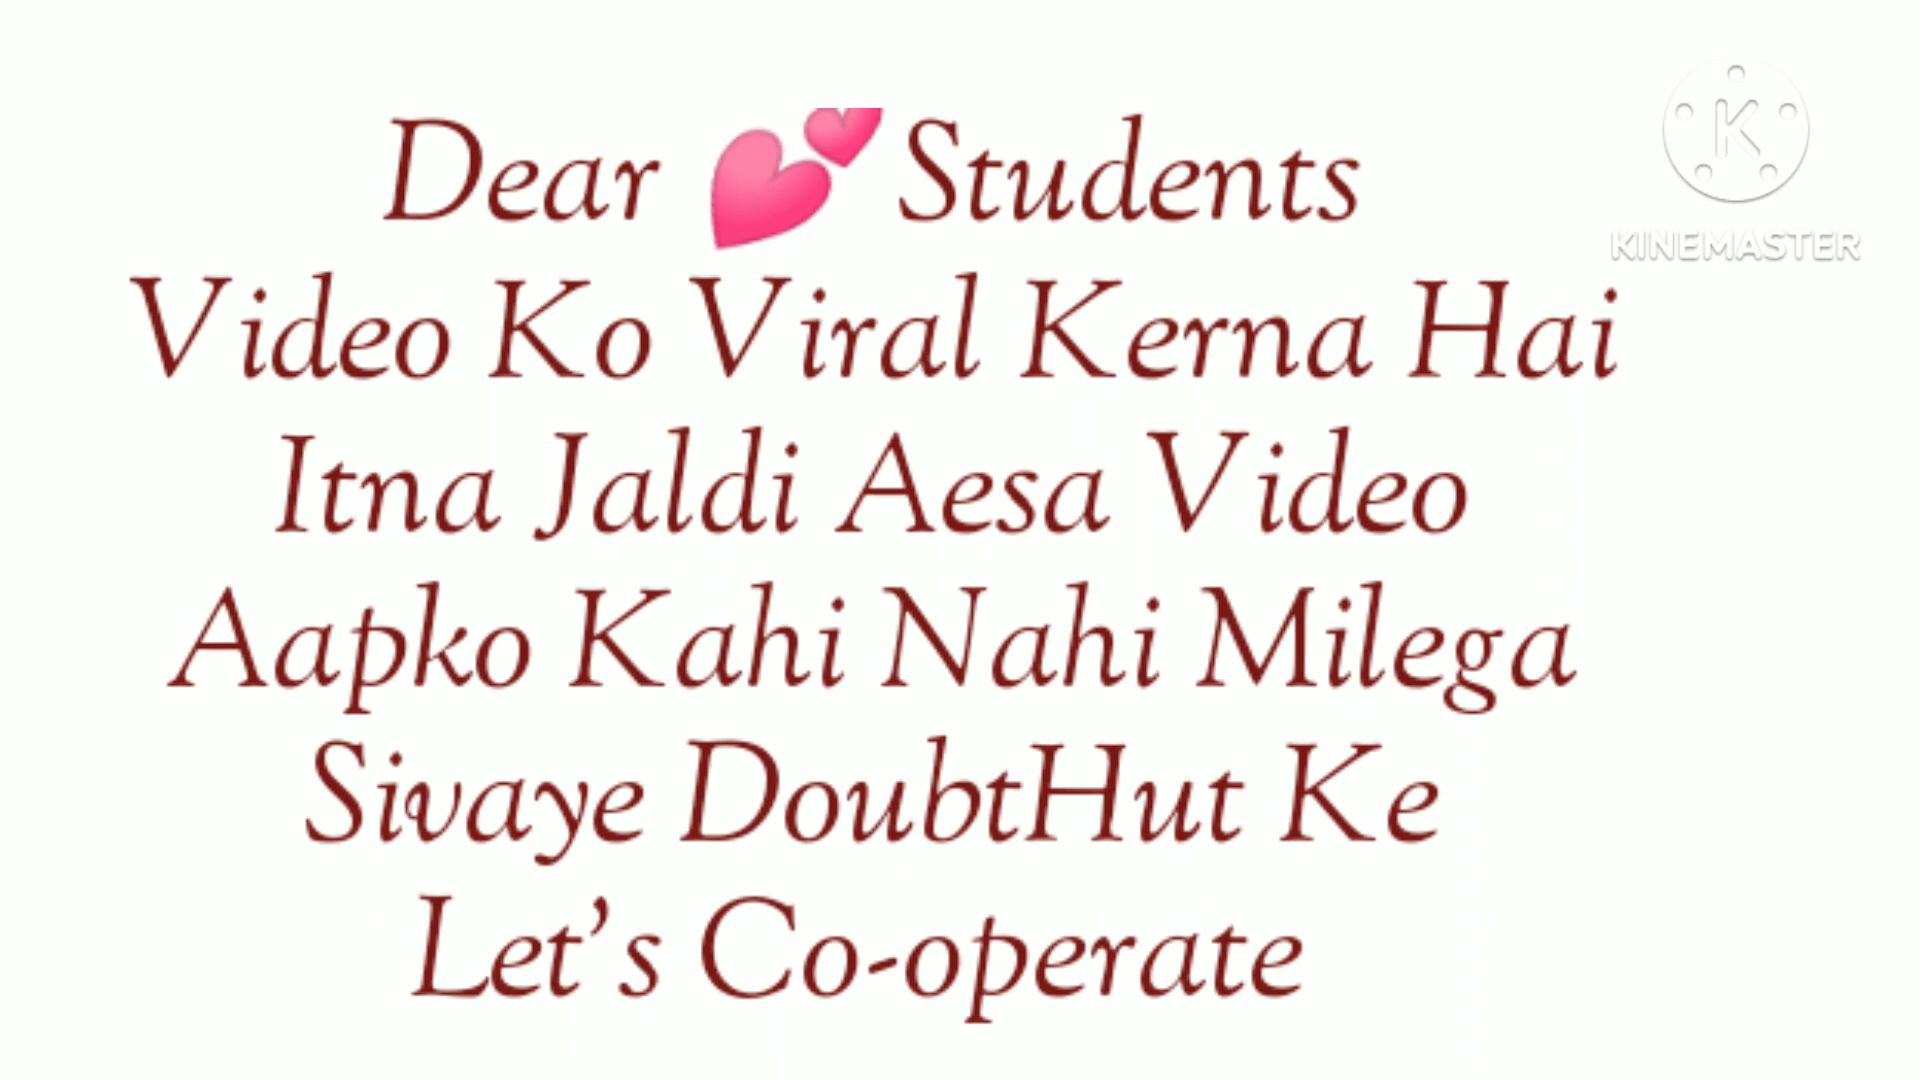 Dear 💕 Students
Video Ko Viral Kerna Hai
Itna Jaldi Aesa Video
Aapko Kahi Nahi Milega
Sivaye DoubtHut Ke
Let's Co-operate
K
KINEMASTER